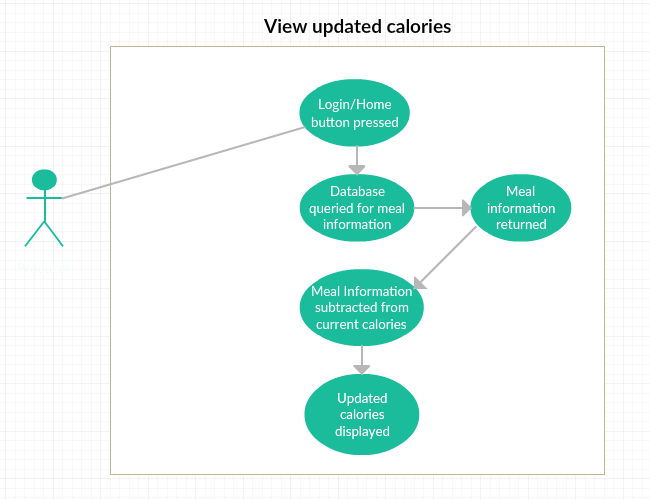 View updated calories
Login/Home
button pressed
Database
queried for meal
information
Meal
information
returned
Meal Information
subtracted from
current calories
Updated
calories
displayed